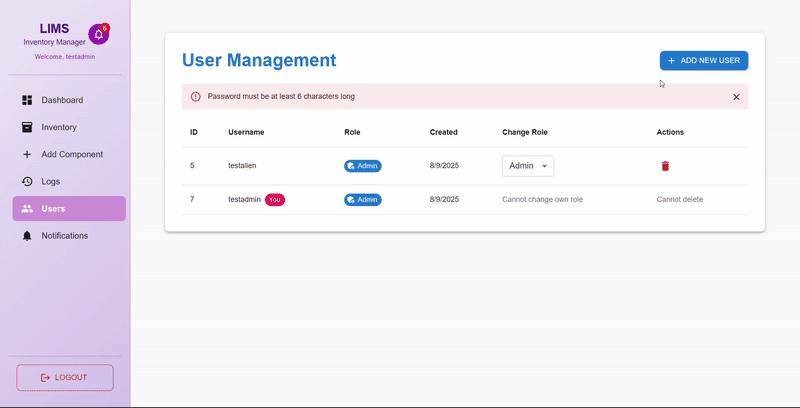 LIMS
6
Inventory Manager
Welcome, testadmin
Dashboard
Inventory
Add Component
Logs
Users
Notifications
LOGOUT
User Management
ADD NEW USER
Password must be at least 6 characters long
ID Username Role Created Change Role Actions
5 testalien Admin 8/9/2025 Admin
7 testadmin You Admin 8/9/2025 Cannot change own role Cannot delete